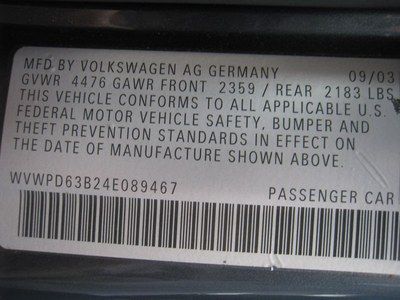 MFD BY VOLKSWAGEN AG GERMANY 09/03
GVWR 4476 GAWR FRONT 2359 / REAR 2183 LBS
THIS VEHICLE CONFORMS TO ALL APPLICABLE U.S.
FEDERAL MOTOR VEHICLE SAFETY, BUMPER AND
THEFT PREVENTION STANDARDS IN EFFECT ON
THE DATE OF MANUFACTURE SHOWN ABOVE.
WVWPD63B24E089467 PASSENGER CAR